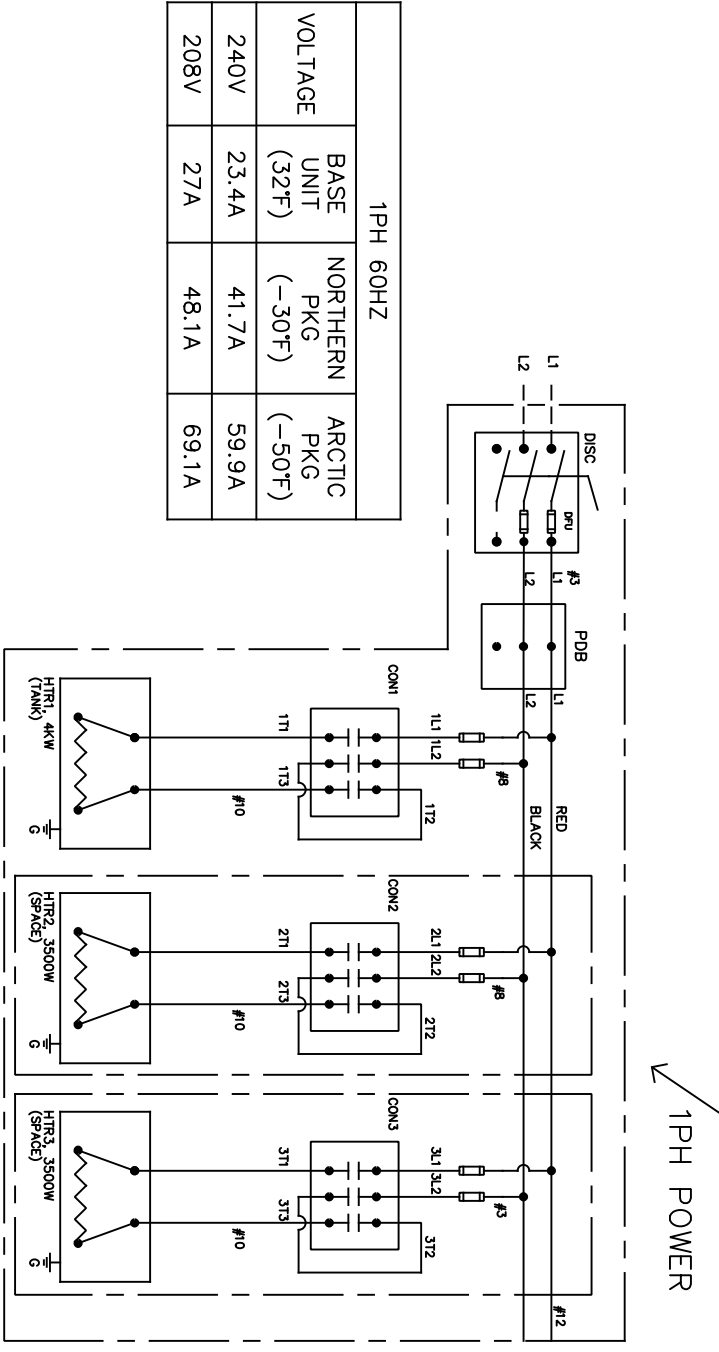 1PH POWER
DISC
DFU
L1
L2
#3
L1
L2
PDB
L1
L2
RED
BLACK
#12
1L1
1L2
#8
CON1
1T2
1T1
1T3
#10
HTR1, 4KW
(TANK)
G
2L1
2L2
#8
CON2
2T2
2T1
2T3
#10
HTR2, 3500W
(SPACE)
G
3L1
3L2
#3
CON3
3T2
3T1
3T3
#10
HTR3, 3500W
(SPACE)
G
1PH 60HZ
VOLTAGE
BASE
UNIT
(32°F)
NORTHERN
PKG
(-30°F)
ARCTIC
PKG
(-50°F)
240V 23.4A 41.7A 59.9A
208V 27A 48.1A 69.1A